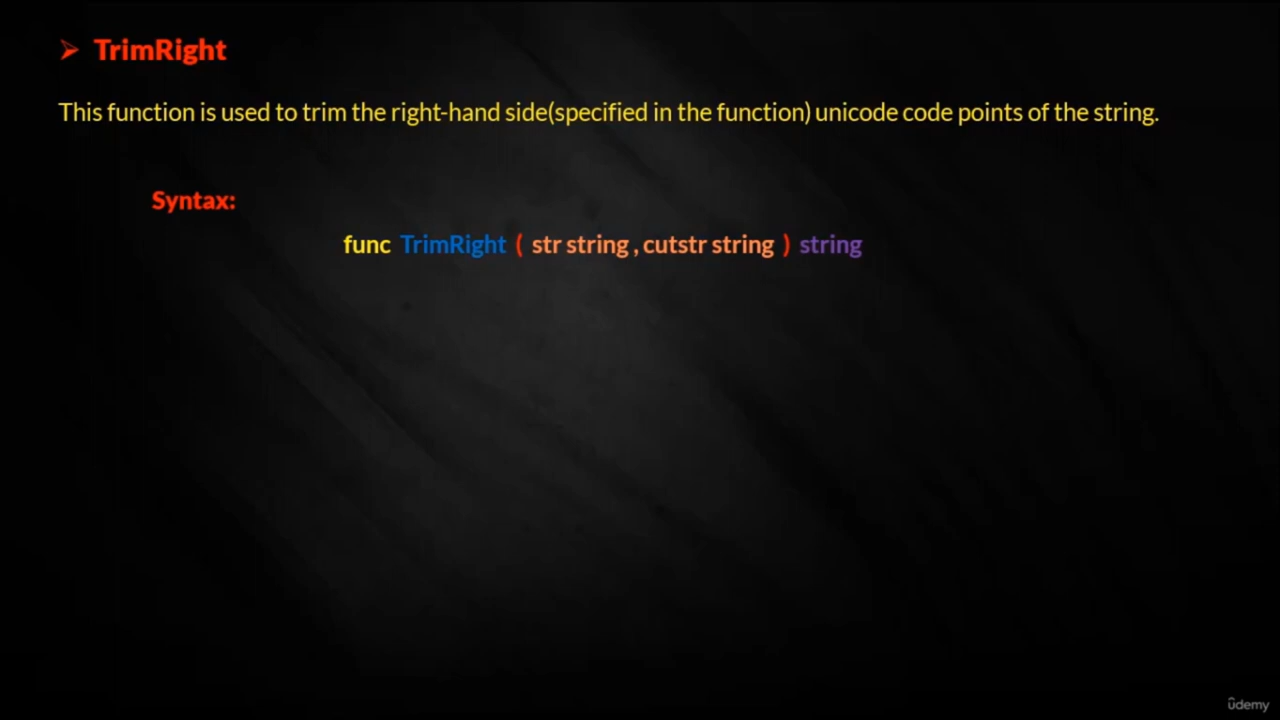 ➢ TrimRight
This function is used to trim the right-hand side(specified in the function) unicode code points of the string.
Syntax:
func TrimRight ( str string , cutstr string ) string
ûdemy